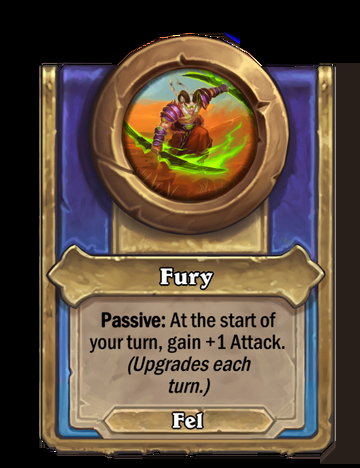 Fury
Passive: At the start of
your turn, gain +1 Attack.
(Upgrades each
turn.)
Fel